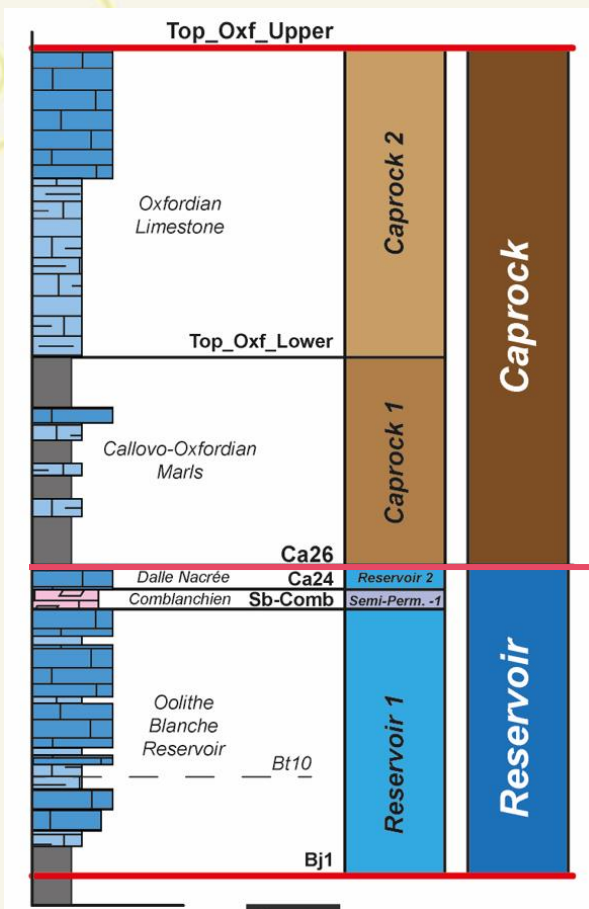 Top_Oxf_Upper
Oxfordian
Limestone
Caprock 2
Caprock
Top_Oxf_Lower
Callovo-Oxfordian
Marls
Caprock 1
Ca26
Dalle Nacrée
Ca24
Reservoir 2
Comblanchien
Sb-Comb
Semi-Perm. -1
Oolithe
Blanche
Reservoir
Reservoir 1
Reservoir
Bt10
Bj1